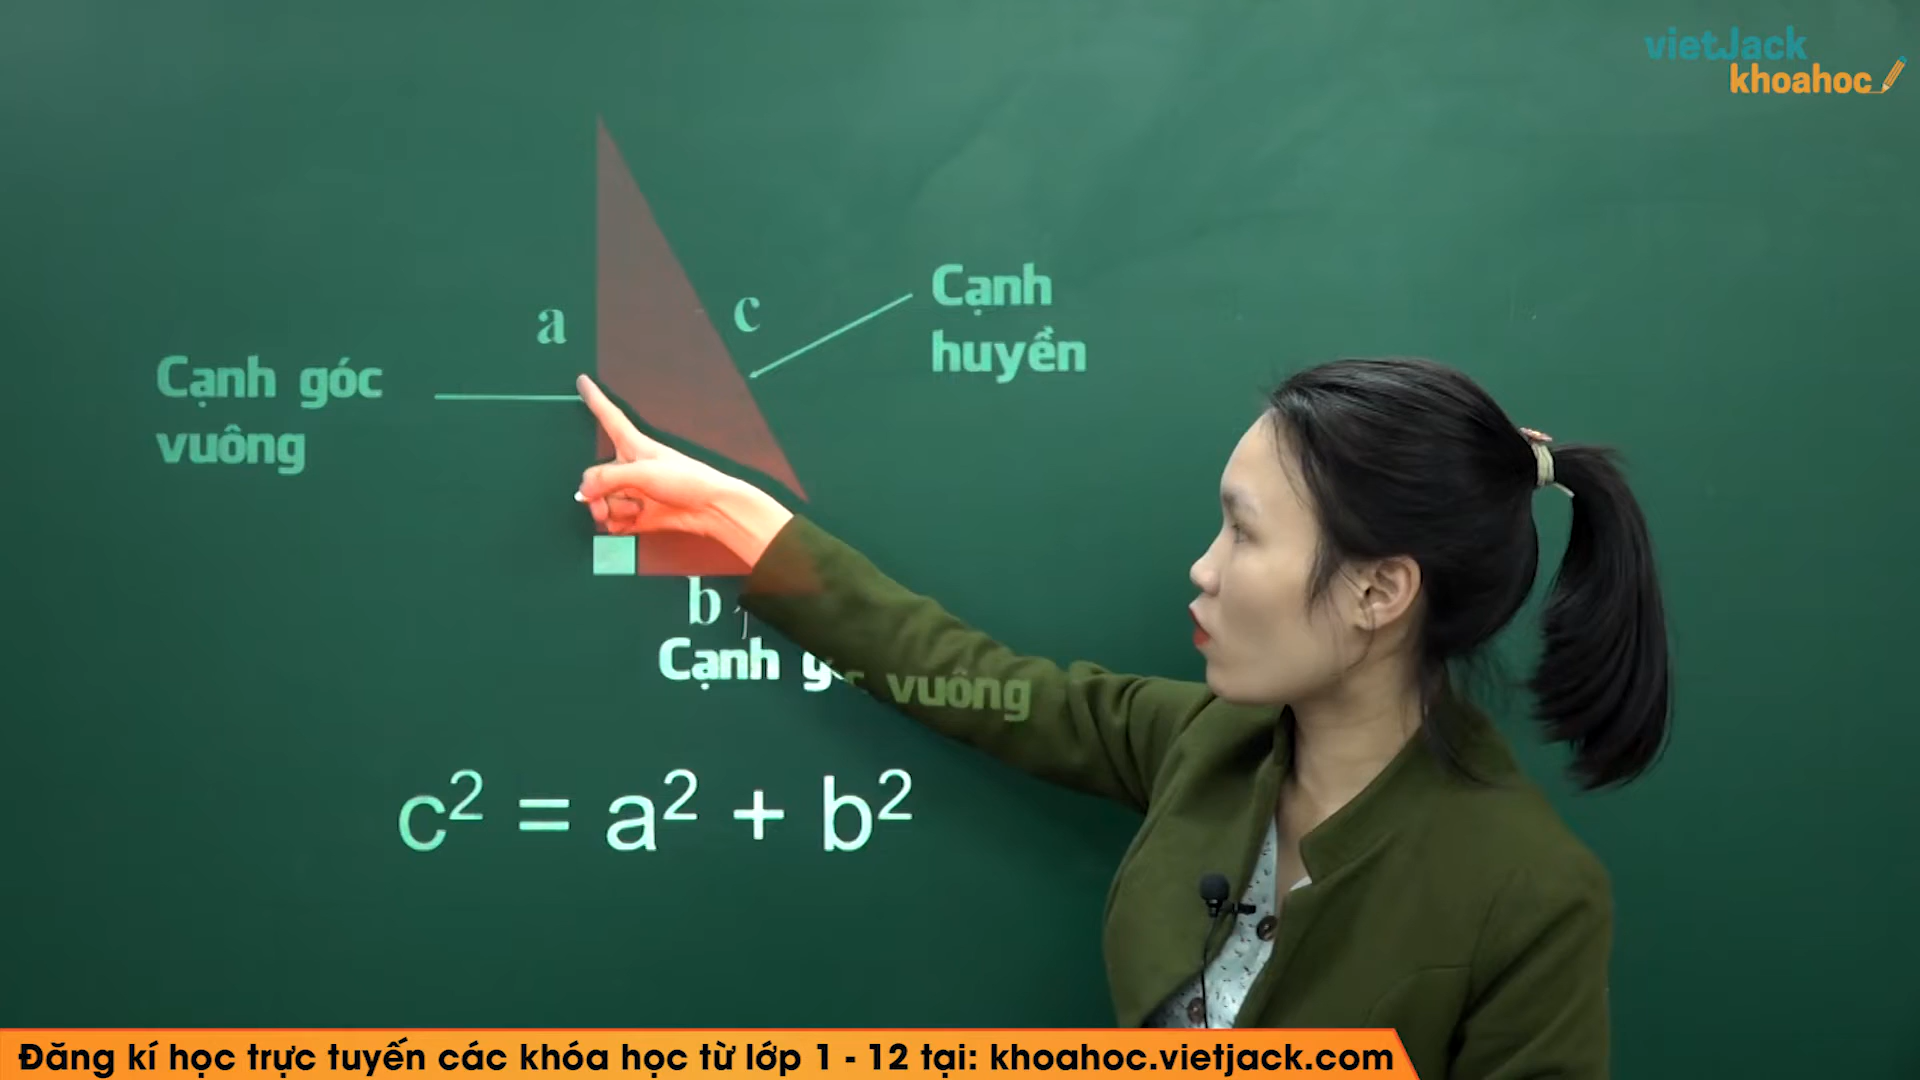 vietJack
khoahoc
a
c
Cạnh
huyền
Cạnh góc
vuông
b
Cạnh
vuông
c² = a² + b²
Đăng kí học trực tuyến các khóa học từ lớp 1 - 12 tại: khoahoc.vietjack.com